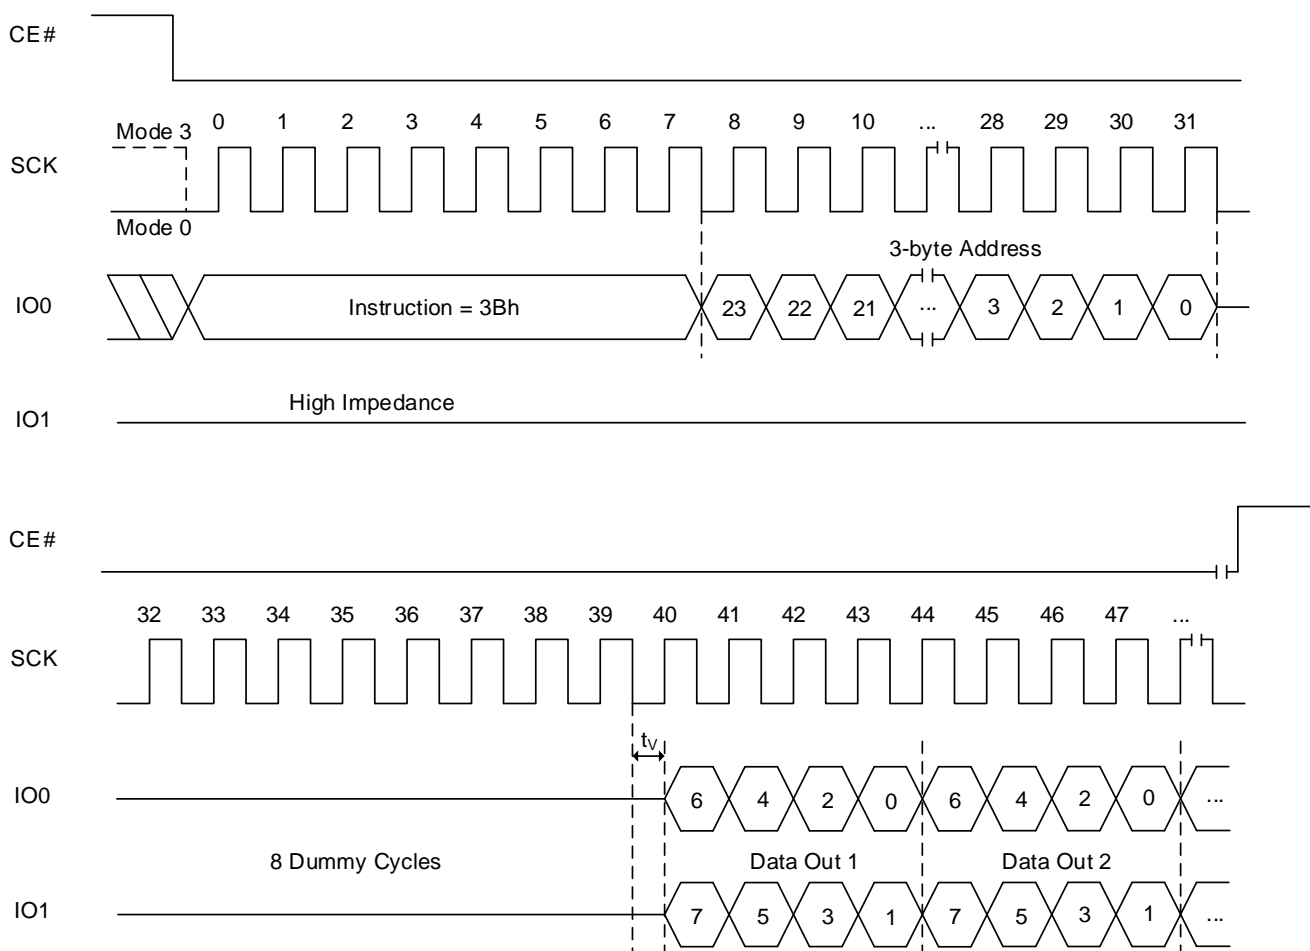 CE#
Mode 3 0 1 2 3 4 5 6 7 8 9 10 ... 28 29 30 31
SCK
Mode 0
3-byte Address
IO0 Instruction = 3Bh 23 22 21 ... 3 2 1 0
High Impedance
IO1
CE#
32 33 34 35 36 37 38 39 40 41 42 43 44 45 46 47 ...
SCK
tV
IO0 6 4 2 0 6 4 2 0 ...
8 Dummy Cycles Data Out 1 Data Out 2
IO1 7 5 3 1 7 5 3 1 ...